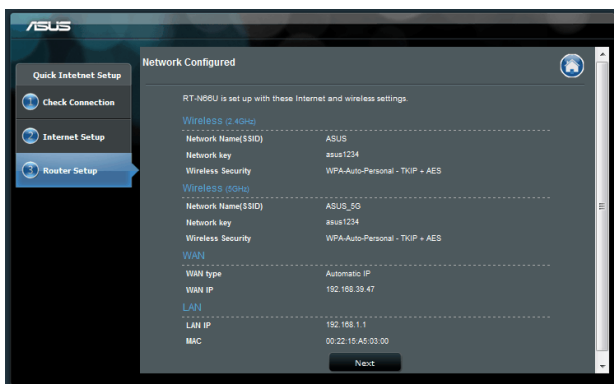 ASUS
Quick Intetnet Setup
1 Check Connection
2 Internet Setup
3 Router Setup
Network Configured
RT-N66U is set up with these Internet and wireless settings.
Wireless (2.4GHz)
Network Name(SSID) ASUS
Network key asus1234
Wireless Security WPA-Auto-Personal - TKIP + AES
Wireless (5GHz)
Network Name(SSID) ASUS_5G
Network key asus1234
Wireless Security WPA-Auto-Personal - TKIP + AES
WAN
WAN type Automatic IP
WAN IP 192.168.39.47
LAN
LAN IP 192.168.1.1
MAC 00:22:15:A5:03:00
Next